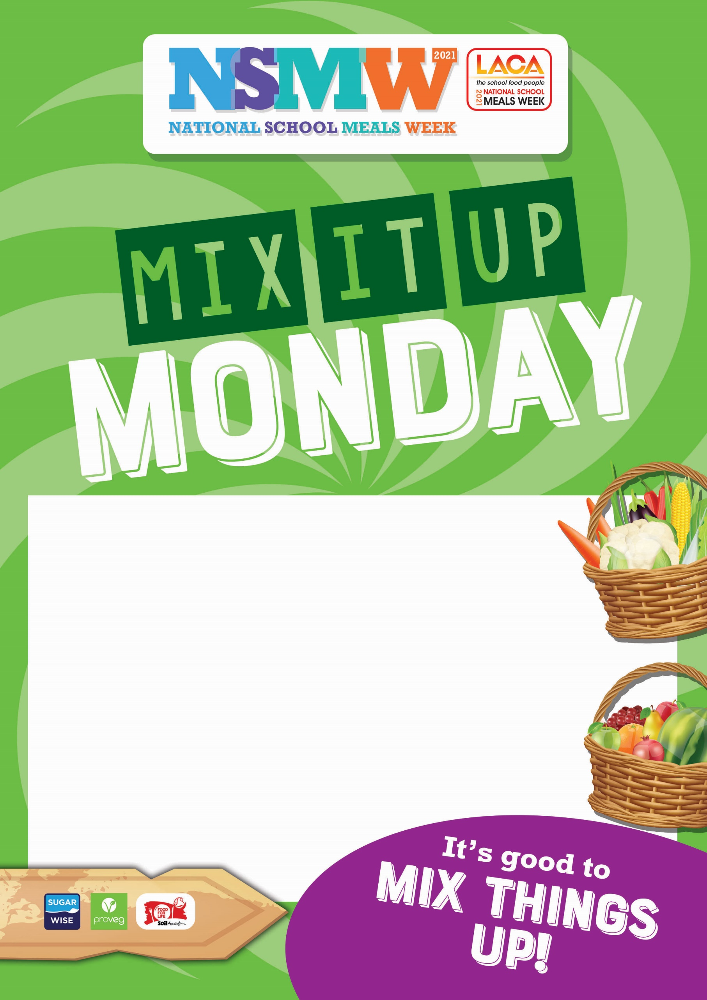 NSMW 2021
NATIONAL SCHOOL MEALS WEEK
LACA
the school food people
2021 NATIONAL SCHOOL
MEALS WEEK
MIX IT UP
MONDAY
It's good to
MIX THINGS
UP!
SUGAR
WISE
proveg
FOOD
FOR
LIFE
Soil Association